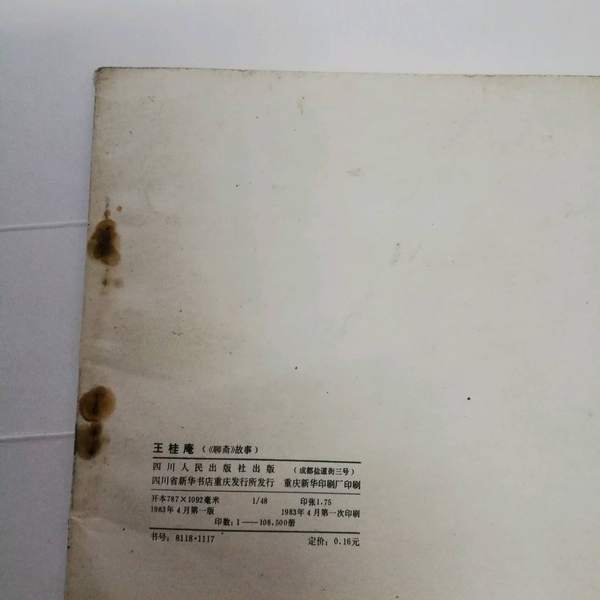 王桂庵（《聊斋》故事）
四川人民出版社出版 （成都盐道街三号）
四川省新华书店重庆发行所发行 重庆新华印刷厂印刷
开本787×1092毫米 1/48 印张1.75
1983年4月第一版 1983年4月第一次印刷
印数：1——108,500册
书号：8118·1117 定价：0.16元